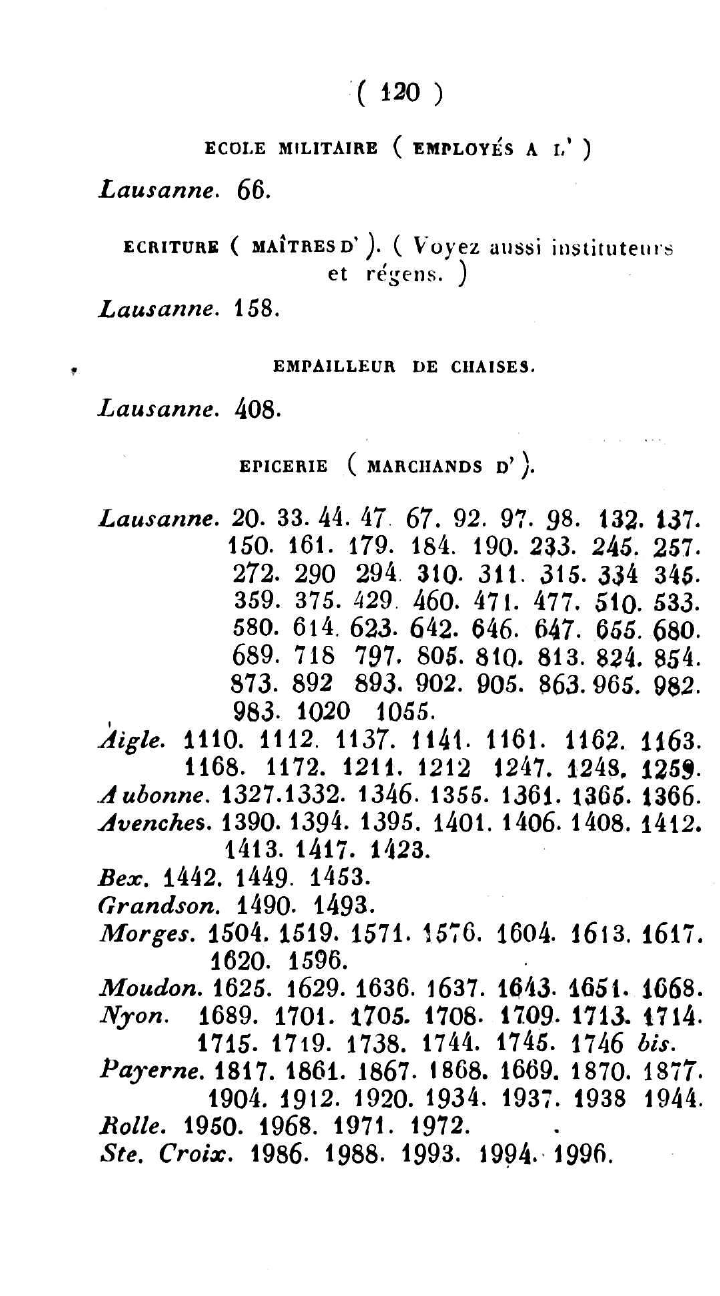 ( 120 )
ECOLE MILITAIRE ( EMPLOYÉS A L' )
Lausanne. 66.
ECRITURE ( MAÎTRES D' ). ( Voyez aussi instituteurs
et régens. )
Lausanne. 158.
EMPAILLEUR DE CHAISES.
Lausanne. 408.
EPICERIE ( MARCHANDS D' ).
Lausanne. 20. 33. 44. 47. 67. 92. 97. 98. 132. 137.
150. 161. 179. 184. 190. 233. 245. 257.
272. 290 294. 310. 311. 315. 334 345.
359. 375. 429. 460. 471. 477. 510. 533.
580. 614. 623. 642. 646. 647. 655. 680.
689. 718 797. 805. 810. 813. 824. 854.
873. 892 893. 902. 905. 863. 965. 982.
983. 1020 1055.
Aigle. 1110. 1112. 1137. 1141. 1161. 1162. 1163.
1168. 1172. 1211. 1212 1247. 1248. 1259.
Aubonne. 1327.1332. 1346. 1355. 1361. 1365. 1366.
Avenches. 1390. 1394. 1395. 1401. 1406. 1408. 1412.
1413. 1417. 1423.
Bex. 1442. 1449. 1453.
Grandson. 1490. 1493.
Morges. 1504. 1519. 1571. 1576. 1604. 1613. 1617.
1620. 1596.
Moudon. 1625. 1629. 1636. 1637. 1643. 1651. 1668.
Nyon. 1689. 1701. 1705. 1708. 1709. 1713. 1714.
1715. 1719. 1738. 1744. 1745. 1746 bis.
Payerne. 1817. 1861. 1867. 1868. 1669. 1870. 1877.
1904. 1912. 1920. 1934. 1937. 1938 1944.
Rolle. 1950. 1968. 1971. 1972.
Ste. Croix. 1986. 1988. 1993. 1994. 1996.